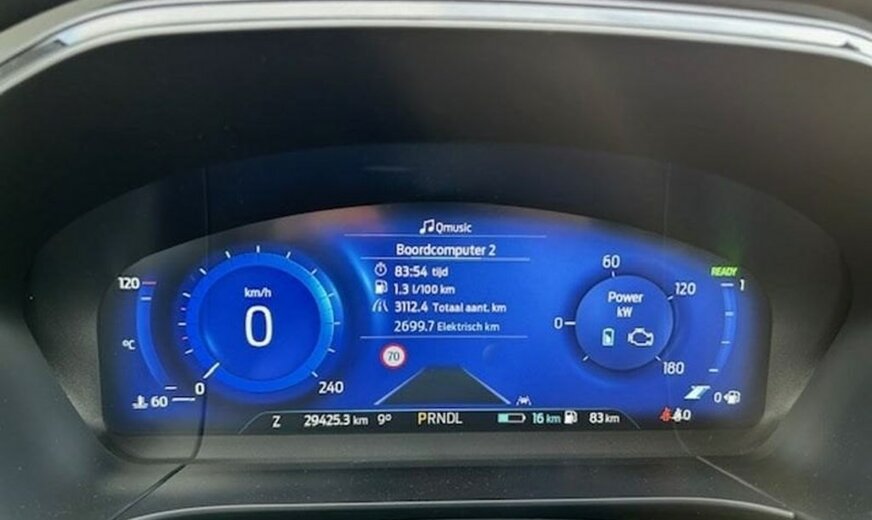 Qmusic
Boordcomputer 2
83:54 tijd
1.3 l/100 km
3112.4 Totaal aant. km
2699.7 Elektrisch km
70
120
°C
60
km/h
0
0
240
Power
kW
0
60
120
180
READY
1
0
Z 29425.3 km 9° PRNDL 16 km 83 km